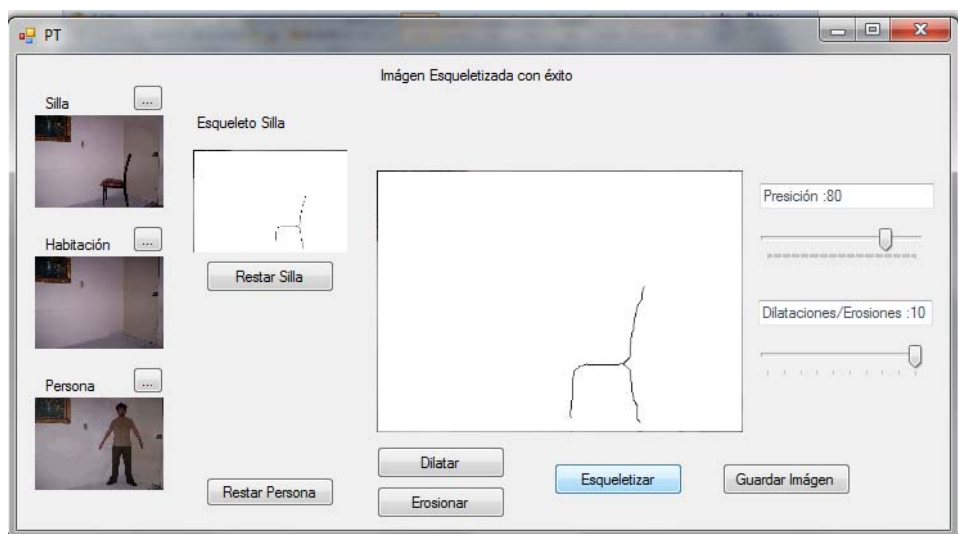 PT
Imágen Esqueletizada con éxito
Silla
...
Esqueleto Silla
Presición :80
Habitación
...
Restar Silla
Dilataciones/Erosiones :10
Persona
...
Dilatar
Esqueletizar
Guardar Imágen
Restar Persona
Erosionar